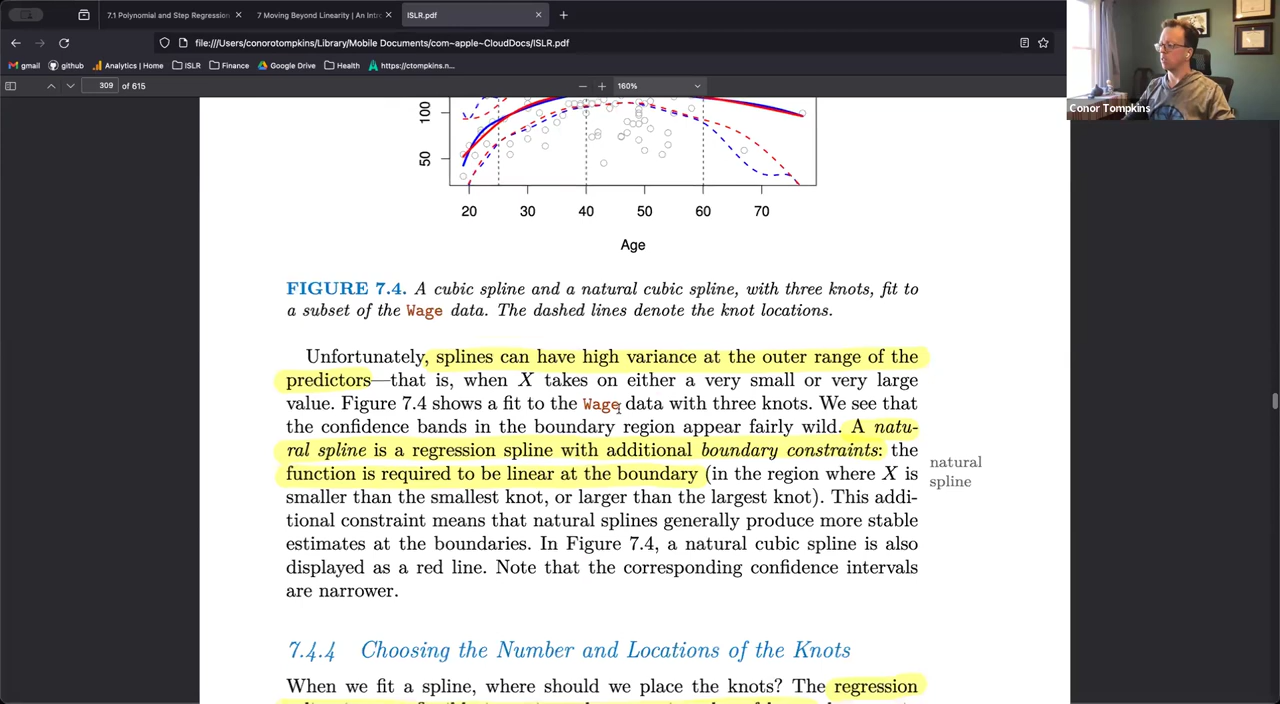 7.1 Polynomial and Step Regression
7 Moving Beyond Linearity | An Intr
ISLR.pdf
file:///Users/conorotompkins/Library/Mobile Documents/com~apple~CloudDocs/ISLR.pdf
gmail
github
Analytics | Home
ISLR
Finance
Google Drive
Health
https://ctompkins.n...
309 of 615
160%
Conor Tompkins
100
50
20 30 40 50 60 70
Age
FIGURE 7.4. A cubic spline and a natural cubic spline, with three knots, fit to
a subset of the Wage data. The dashed lines denote the knot locations.
Unfortunately, splines can have high variance at the outer range of the
predictors—that is, when X takes on either a very small or very large
value. Figure 7.4 shows a fit to the Wage data with three knots. We see that
the confidence bands in the boundary region appear fairly wild. A natu-
ral spline is a regression spline with additional boundary constraints: the
function is required to be linear at the boundary (in the region where X is
smaller than the smallest knot, or larger than the largest knot). This addi-
tional constraint means that natural splines generally produce more stable
estimates at the boundaries. In Figure 7.4, a natural cubic spline is also
displayed as a red line. Note that the corresponding confidence intervals
are narrower.
natural
spline
7.4.4 Choosing the Number and Locations of the Knots
When we fit a spline, where should we place the knots? The regression